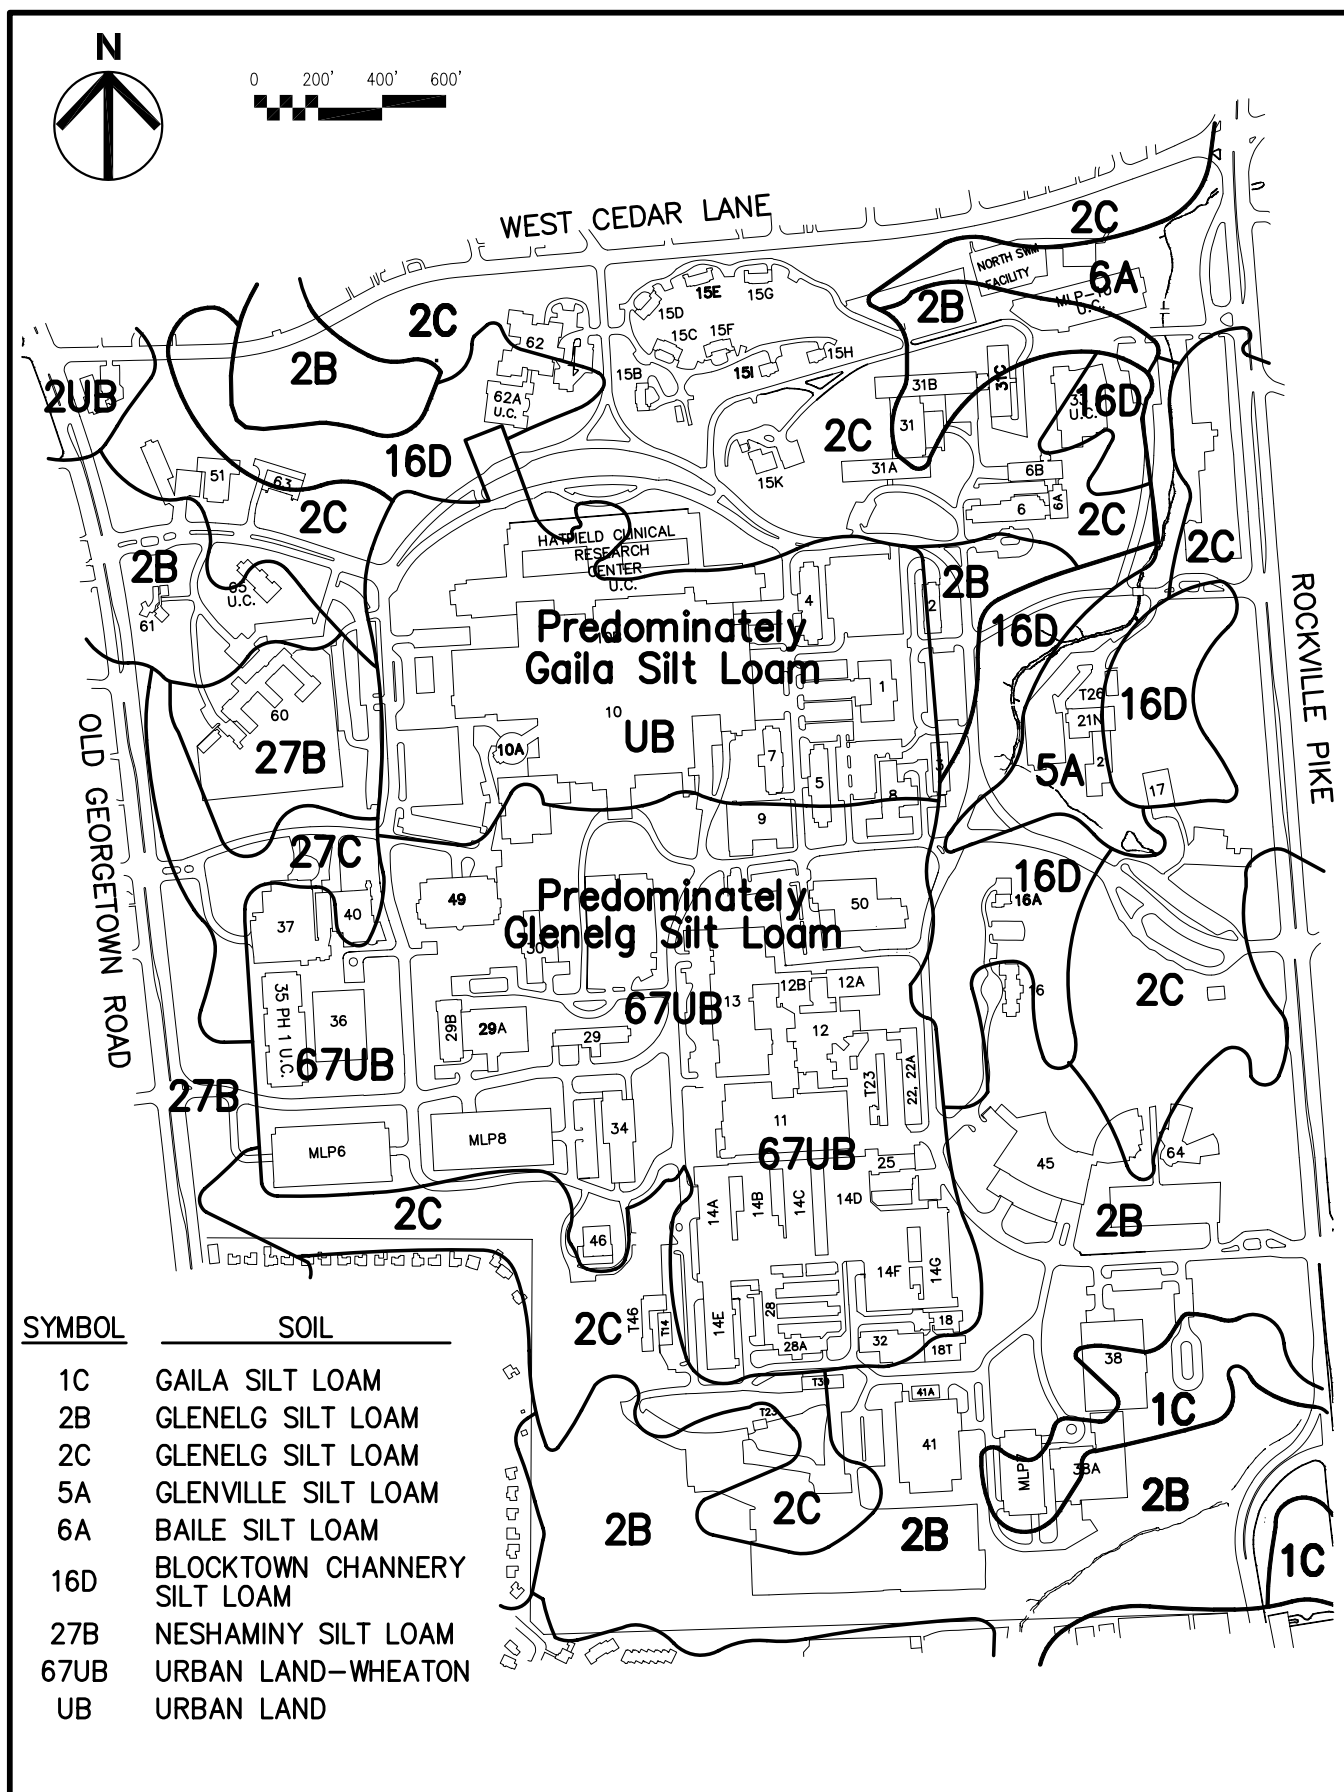 N
0 200' 400' 600'
WEST CEDAR LANE
2C
NORTH SWM
FACILITY
6A
MLP-10
U.C.
2B
2C
2B
2UB
62
62A
U.C.
15D
15E
15G
15C
15F
15B
15I
15H
15K
31B
31
31C
31A
2C
33
U.C.
16D
6B
6A
6
2C
2C
16D
51
63
2C
2B
65
U.C.
61
HATFIELD CLINICAL
RESEARCH
CENTER
U.C.
4
2
2B
16D
Predominately
Gaila Silt Loam
10
UB
10A
1
7
5
8
3
9
60
27B
27C
T26
21N
16D
5A
17
OLD GEORGETOWN ROAD
ROCKVILLE PIKE
37
40
49
Predominately
Glenelg Silt Loam
30
50
16D
16A
16
2C
35 PH 1 U.C.
36
67UB
27B
29B
29A
29
67UB
13
12B
12A
12
T23
22, 22A
11
67UB
25
MLP6
MLP8
34
2C
46
14A
14B
14C
14D
14E
14F
14G
45
64
2B
2C
T46
T14
28
28A
32
18
18T
T30
41A
41
38
38A
MLP7
1C
2B
2B
2C
2B
1C
SYMBOL SOIL
1C GAILA SILT LOAM
2B GLENELG SILT LOAM
2C GLENELG SILT LOAM
5A GLENVILLE SILT LOAM
6A BAILE SILT LOAM
16D BLOCKTOWN CHANNERY
SILT LOAM
27B NESHAMINY SILT LOAM
67UB URBAN LAND–WHEATON
UB URBAN LAND